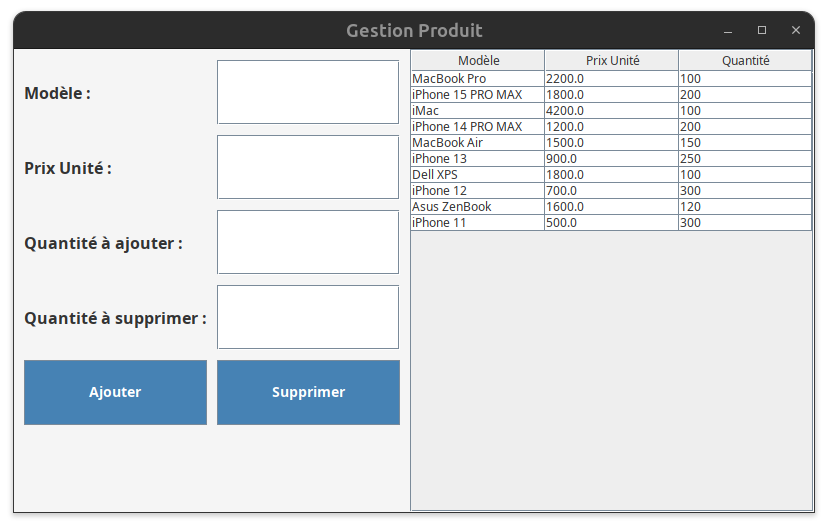 Gestion Produit
Modèle :
Prix Unité :
Quantité à ajouter :
Quantité à supprimer :
Ajouter Supprimer
Modèle Prix Unité Quantité
MacBook Pro 2200.0 100
iPhone 15 PRO MAX 1800.0 200
iMac 4200.0 100
iPhone 14 PRO MAX 1200.0 200
MacBook Air 1500.0 150
iPhone 13 900.0 250
Dell XPS 1800.0 100
iPhone 12 700.0 300
Asus ZenBook 1600.0 120
iPhone 11 500.0 300